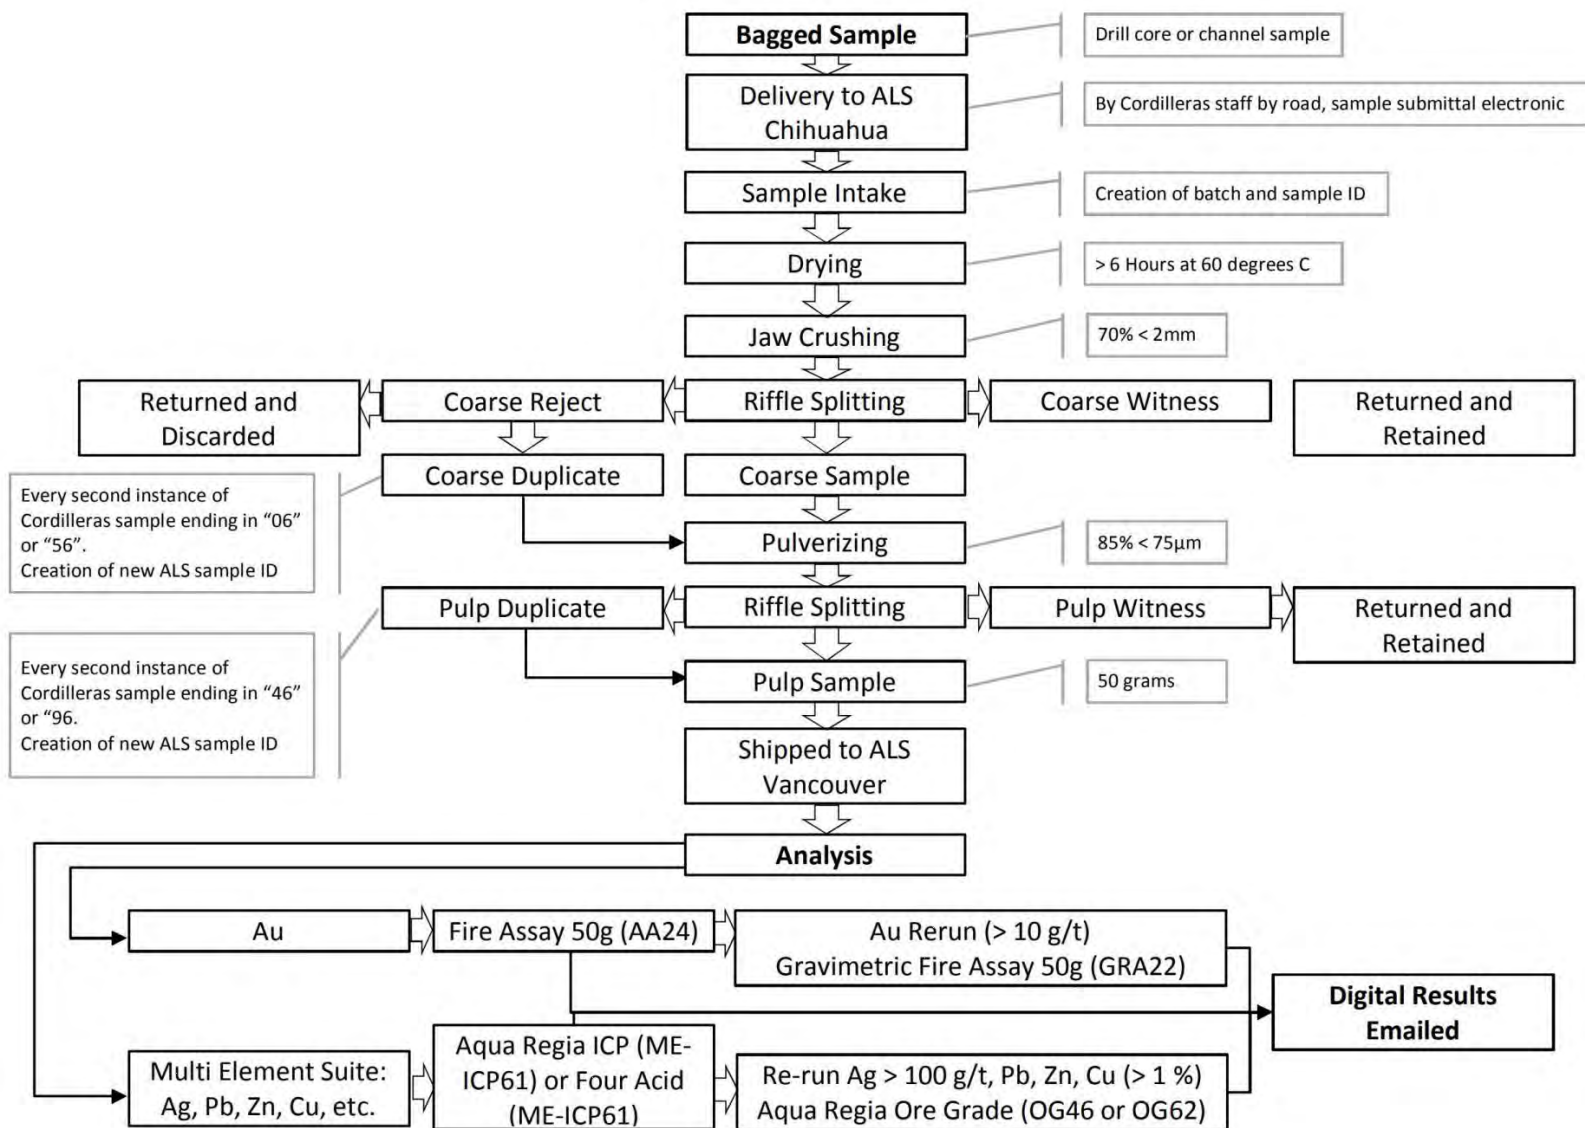 Bagged Sample
Drill core or channel sample
Delivery to ALS
Chihuahua
By Cordilleras staff by road, sample submittal electronic
Sample Intake
Creation of batch and sample ID
Drying
> 6 Hours at 60 degrees C
Jaw Crushing
70% < 2mm
Returned and
Discarded
Coarse Reject
Riffle Splitting
Coarse Witness
Returned and
Retained
Coarse Duplicate
Coarse Sample
Every second instance of
Cordilleras sample ending in “06”
or “56”.
Creation of new ALS sample ID
Pulverizing
85% < 75µm
Pulp Duplicate
Riffle Splitting
Pulp Witness
Returned and
Retained
Every second instance of
Cordilleras sample ending in “46”
or “96.
Creation of new ALS sample ID
Pulp Sample
50 grams
Shipped to ALS
Vancouver
Analysis
Au
Fire Assay 50g (AA24)
Au Rerun (> 10 g/t)
Gravimetric Fire Assay 50g (GRA22)
Digital Results
Emailed
Multi Element Suite:
Ag, Pb, Zn, Cu, etc.
Aqua Regia ICP (ME-
ICP61) or Four Acid
(ME-ICP61)
Re-run Ag > 100 g/t, Pb, Zn, Cu (> 1 %)
Aqua Regia Ore Grade (OG46 or OG62)